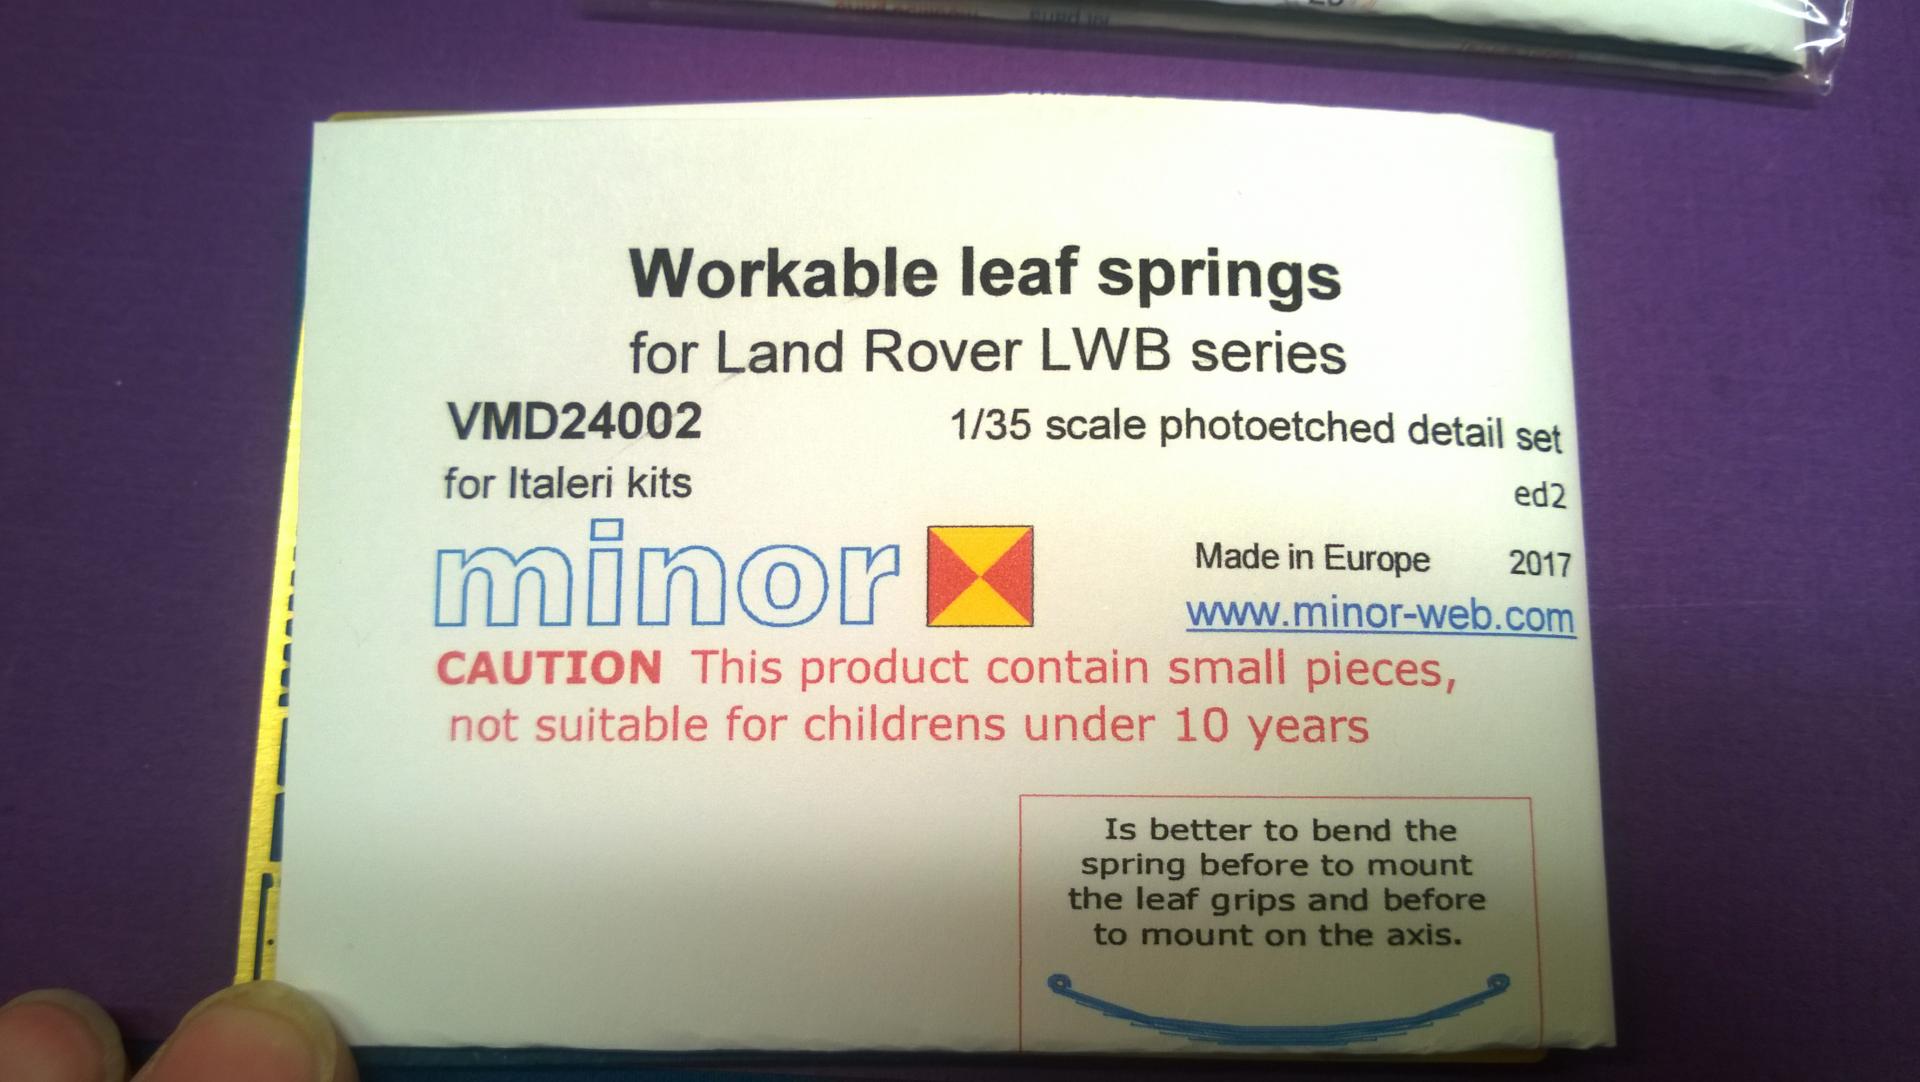 Workable leaf springs
for Land Rover LWB series
VMD24002 1/35 scale photoetched detail set
for Italeri kits ed2
minor Made in Europe 2017
www.minor-web.com
CAUTION This product contain small pieces,
not suitable for childrens under 10 years
Is better to bend the
spring before to mount
the leaf grips and before
to mount on the axis.